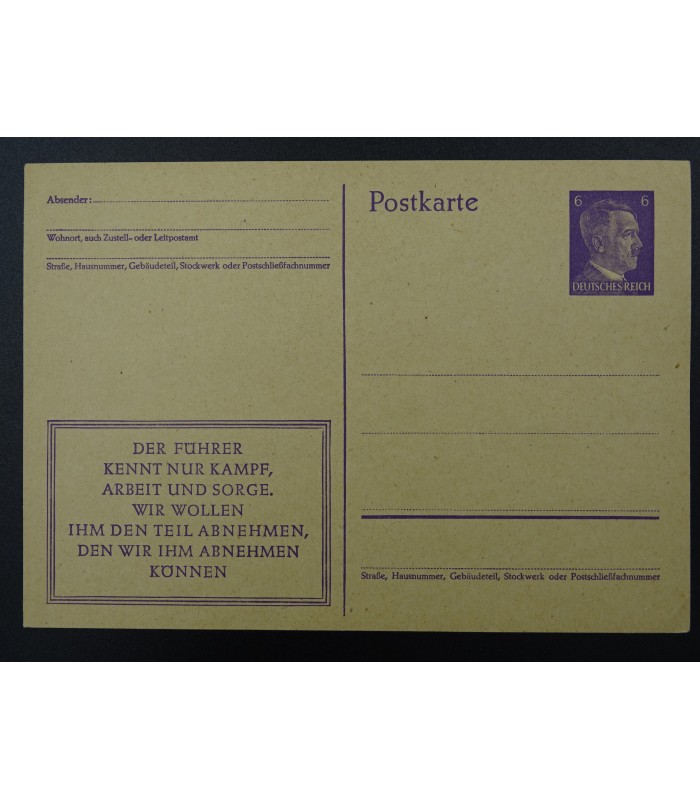 Absender:
Wohnort, auch Zustell- oder Leitpostamt
Straße, Hausnummer, Gebäudeteil, Stockwerk oder Postschließfachnummer
DER FÜHRER
KENNT NUR KAMPF,
ARBEIT UND SORGE.
WIR WOLLEN
IHM DEN TEIL ABNEHMEN,
DEN WIR IHM ABNEHMEN
KÖNNEN
Postkarte
6 6
DEUTSCHES REICH
Straße, Hausnummer, Gebäudeteil, Stockwerk oder Postschließfachnummer